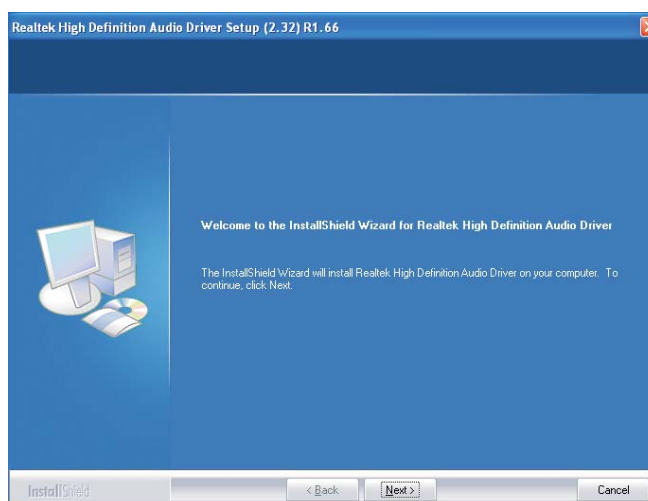 Realtek High Definition Audio Driver Setup (2.32) R1.66
Welcome to the InstallShield Wizard for Realtek High Definition Audio Driver
The InstallShield Wizard will install Realtek High Definition Audio Driver on your computer. To
continue, click Next.
InstallShield
< Back Next > Cancel